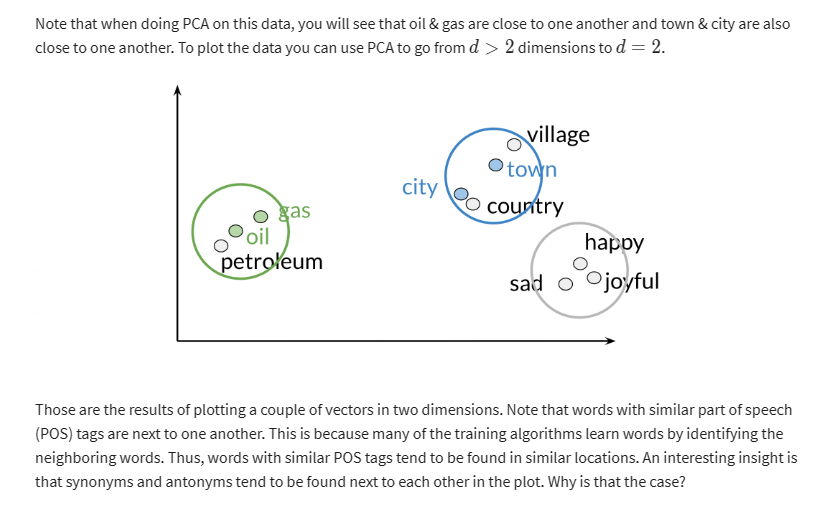 Note that when doing PCA on this data, you will see that oil & gas are close to one another and town & city are also
close to one another. To plot the data you can use PCA to go from d > 2 dimensions to d = 2.
village
town
city
country
gas
oil
petroleum
happy
sad
joyful
Those are the results of plotting a couple of vectors in two dimensions. Note that words with similar part of speech
(POS) tags are next to one another. This is because many of the training algorithms learn words by identifying the
neighboring words. Thus, words with similar POS tags tend to be found in similar locations. An interesting insight is
that synonyms and antonyms tend to be found next to each other in the plot. Why is that the case?